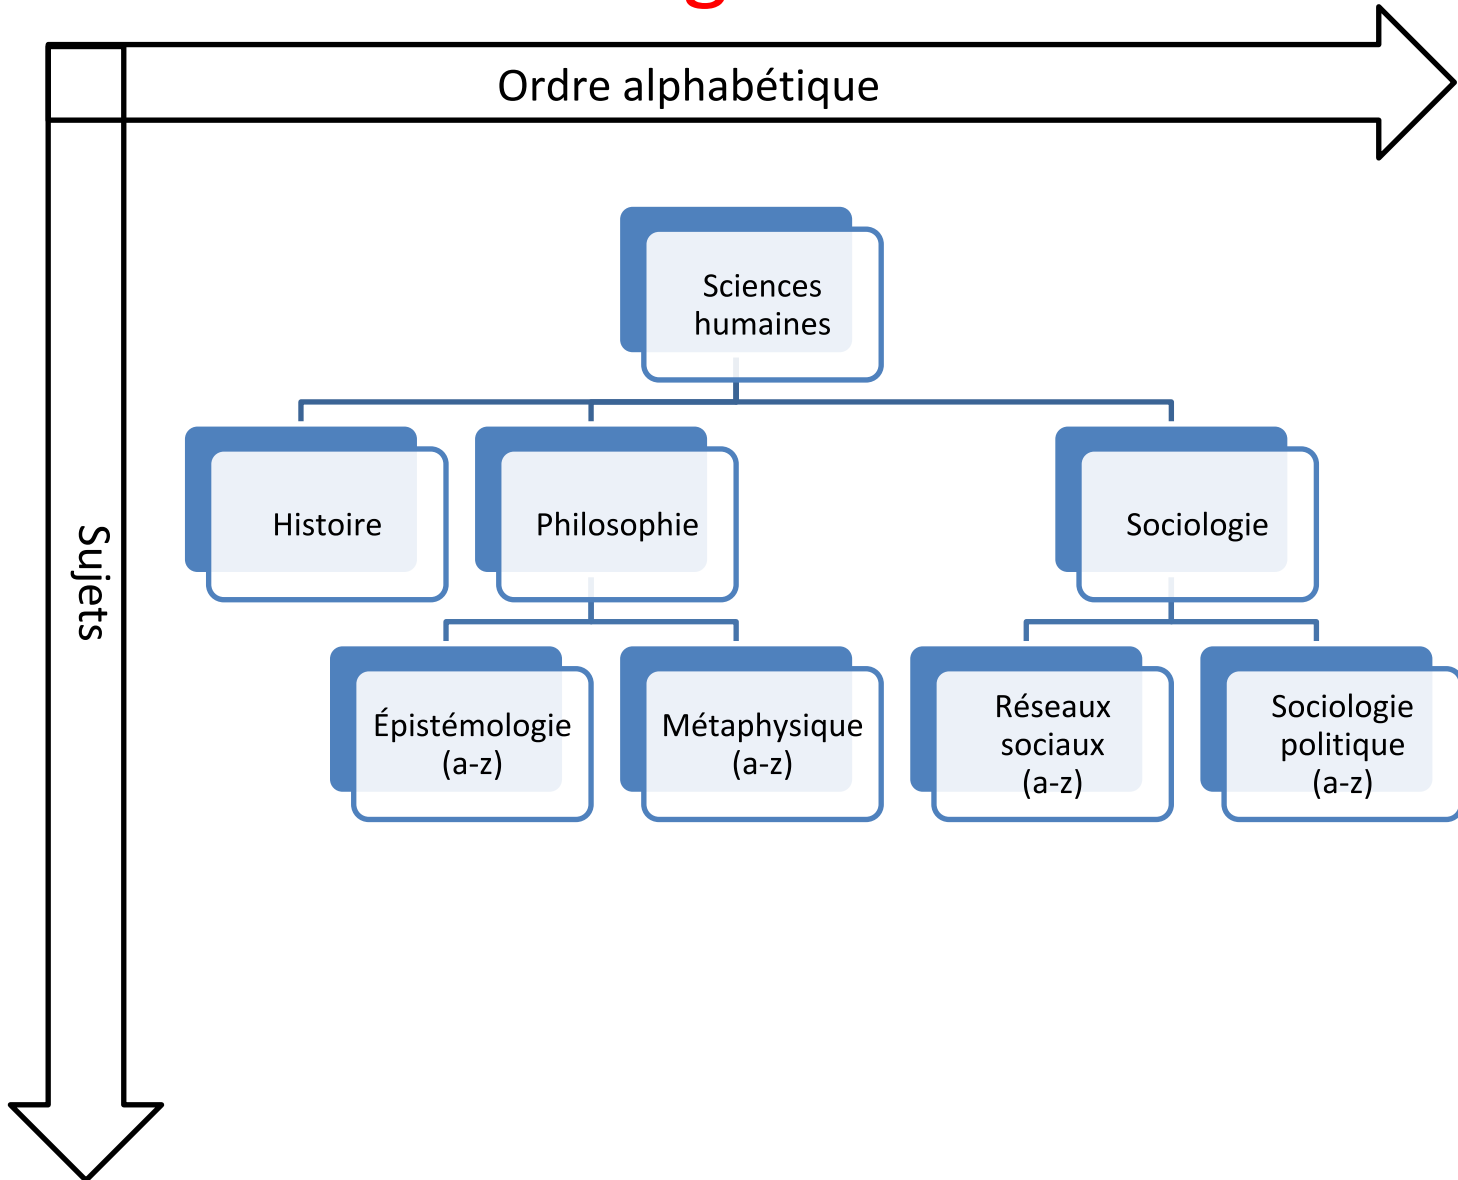 Ordre alphabétique
Sujets
Sciences
humaines
Histoire
Philosophie
Sociologie
Épistémologie
(a-z)
Métaphysique
(a-z)
Réseaux
sociaux
(a-z)
Sociologie
politique
(a-z)